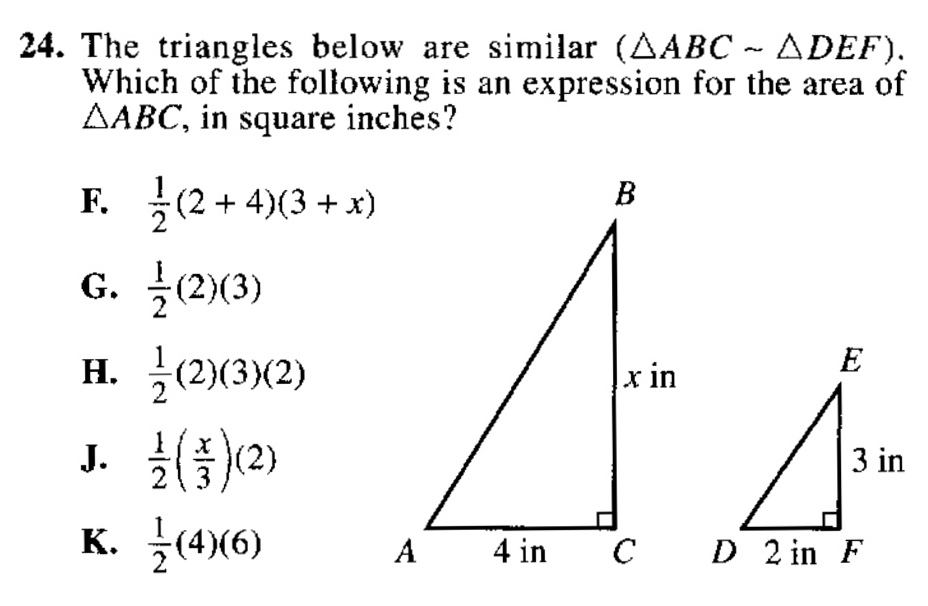 24. The triangles below are similar (△ABC ~ △DEF).
Which of the following is an expression for the area of
△ABC, in square inches?
F. 1/2(2 + 4)(3 + x)
G. 1/2(2)(3)
H. 1/2(2)(3)(2)
J. 1/2(x/3)(2)
K. 1/2(4)(6)
B
x in
A
4 in
C
E
3 in
D
2 in
F